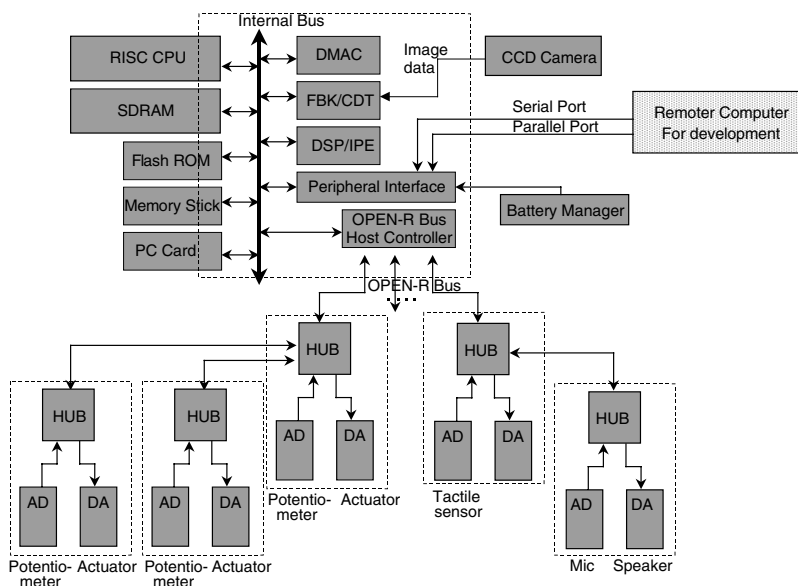 Internal Bus
RISC CPU
DMAC
Image
data
CCD Camera
SDRAM
FBK/CDT
Serial Port
Parallel Port
Remoter Computer
For development
Flash ROM
DSP/IPE
Memory Stick
Peripheral Interface
Battery Manager
PC Card
OPEN-R Bus
Host Controller
OPEN-R Bus
HUB
HUB
HUB
HUB
HUB
AD
DA
AD
DA
AD
DA
AD
DA
AD
DA
Potentio-
meter
Actuator
Tactile
sensor
Potentio-
meter
Actuator
Potentio-
meter
Actuator
Mic
Speaker